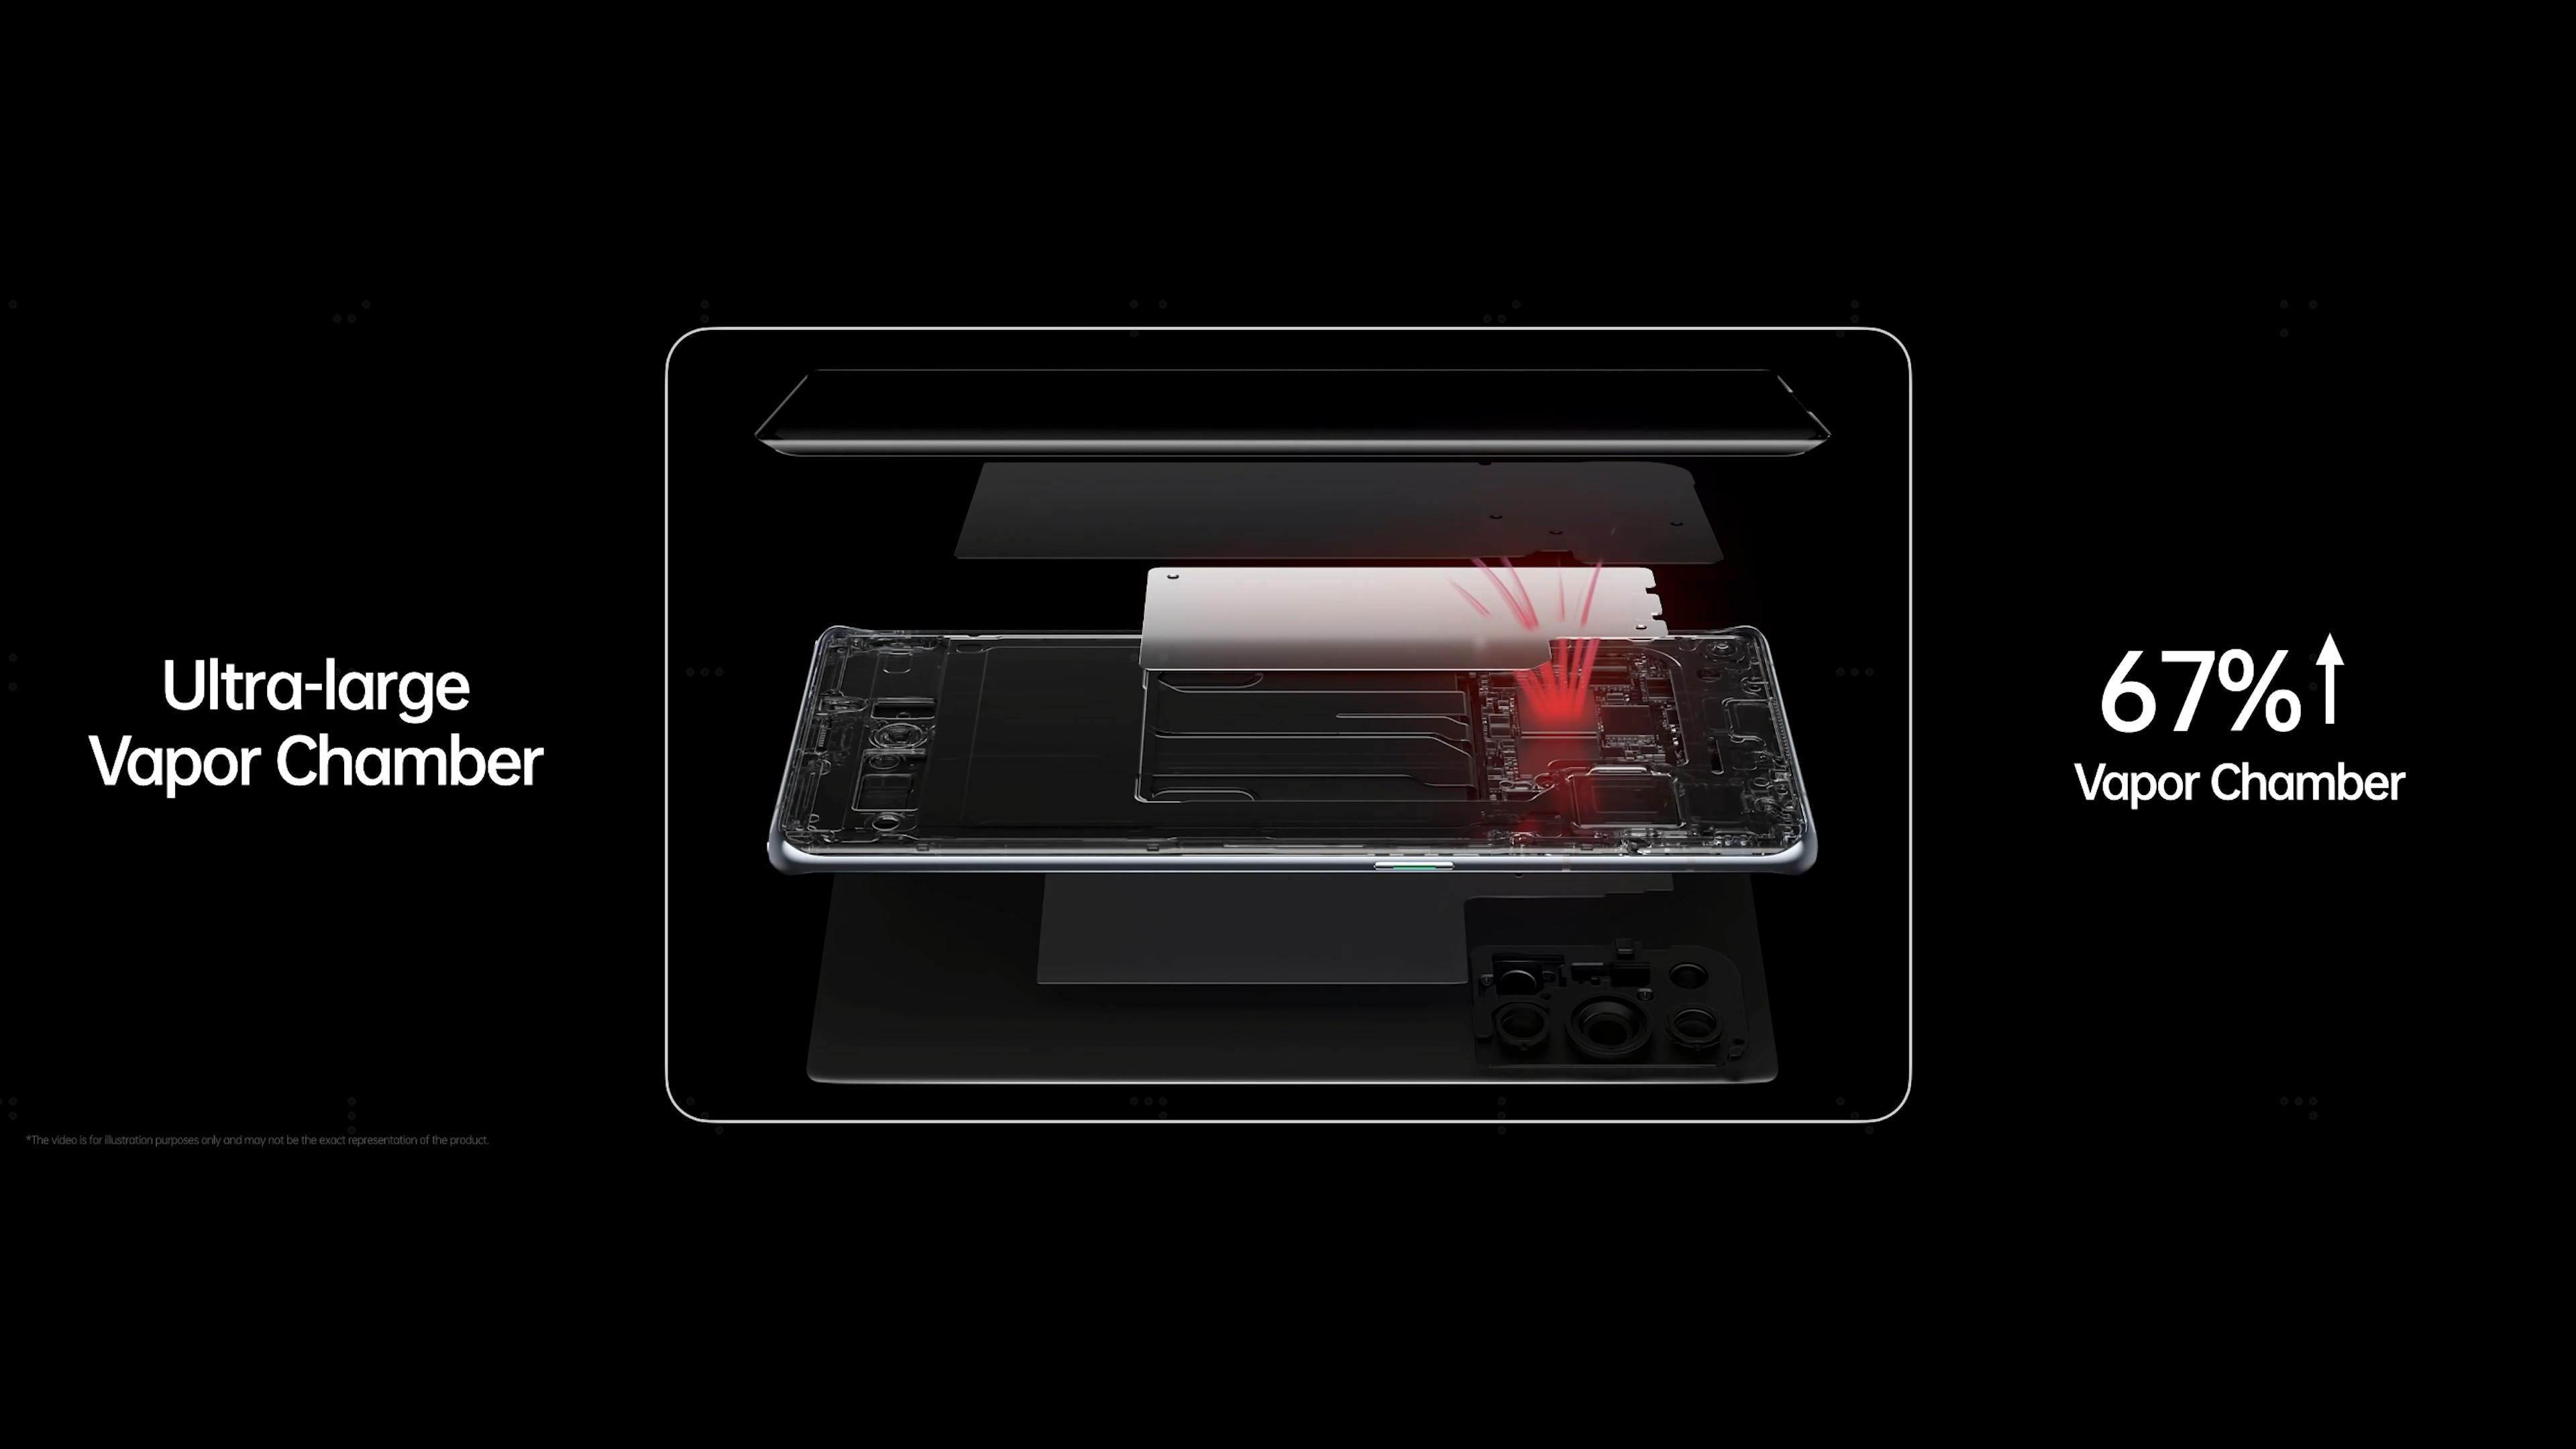 Ultra-large
Vapor Chamber
67%↑
Vapor Chamber
*The video is for illustration purposes only and may not be the exact representation of the product.